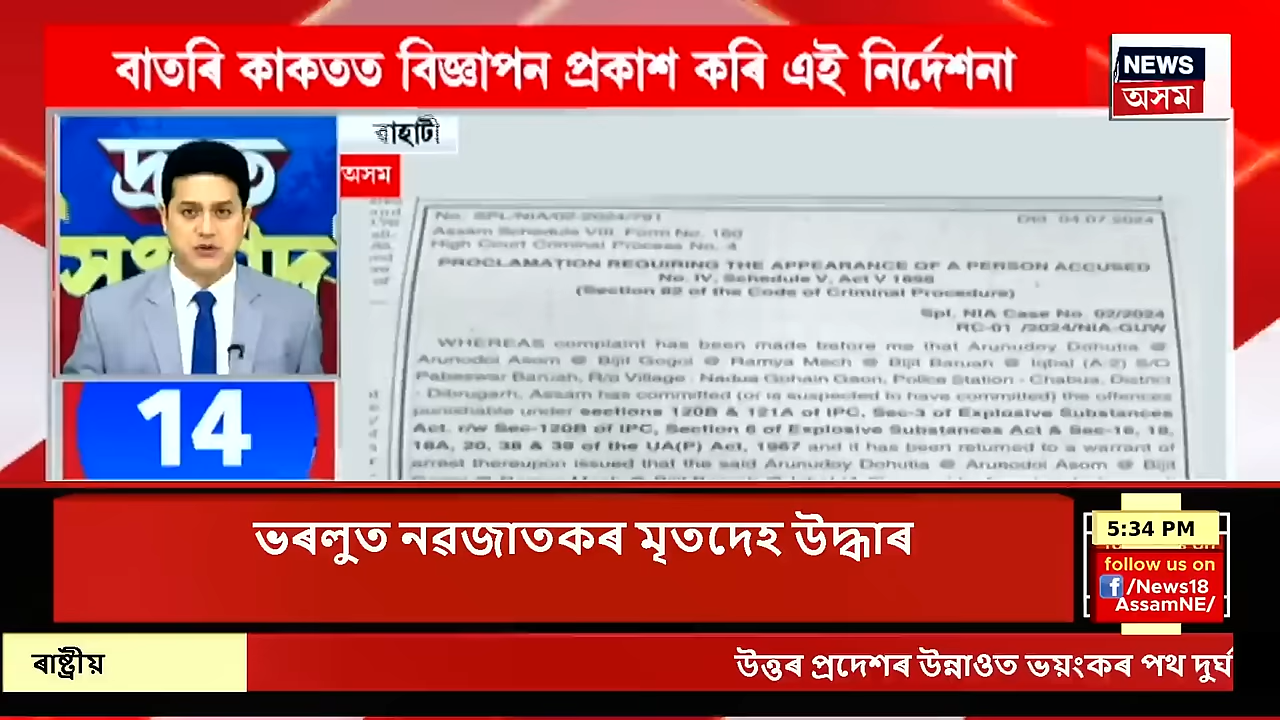 বাতৰি কাকতত বিজ্ঞাপন প্ৰকাশ কৰি এই নিৰ্দেশনা
NEWS
অসম
দ্ৰুত
সংবাদ
অসম
14
No. SPL/NIA/02-2024/791 Dtd. 04.07.2024
Assam Schedule VIII, Form No. 160
High Court Criminal Process No. 4
PROCLAMATION REQUIRING THE APPEARANCE OF A PERSON ACCUSED
No. IV, Schedule V, Act V 1898
(Section 82 of the Code of Criminal Procedure)
Spl. NIA Case No. 02/2024
RC-01 /2024/NIA-GUW
WHEREAS complaint has been made before me that Arunudoy Dohutia @
Arunodoi Asom @ Bijit Gogoi @ Ramya Mech @ Bijit Baruah @ Iqbal (A-2) S/O
Pabeswar Baruah, R/o Village : Nadua Gohain Gaon, Police Station - Chabua, District
- Dibrugarh, Assam has committed (or is suspected to have committed) the offences
punishable under sections 120B & 121A of IPC, Sec-3 of Explosive Substances
Act. r/w Sec-120B of IPC, Section 6 of Explosive Substances Act & Sec-16, 18,
18A, 20, 38 & 39 of the UA(P) Act, 1967 and it has been returned to a warrant of
arrest thereupon issued that the said Arunudoy Dohutia @ Arunodoi Asom @ Bijit
ভৰলুত নৱজাতকৰ মৃতদেহ উদ্ধাৰ
5:34 PM
follow us on
/News18
AssamNE/
ৰাষ্ট্ৰীয়
উত্তৰ প্ৰদেশৰ উন্নাওত ভয়ংকৰ পথ দুৰ্ঘ